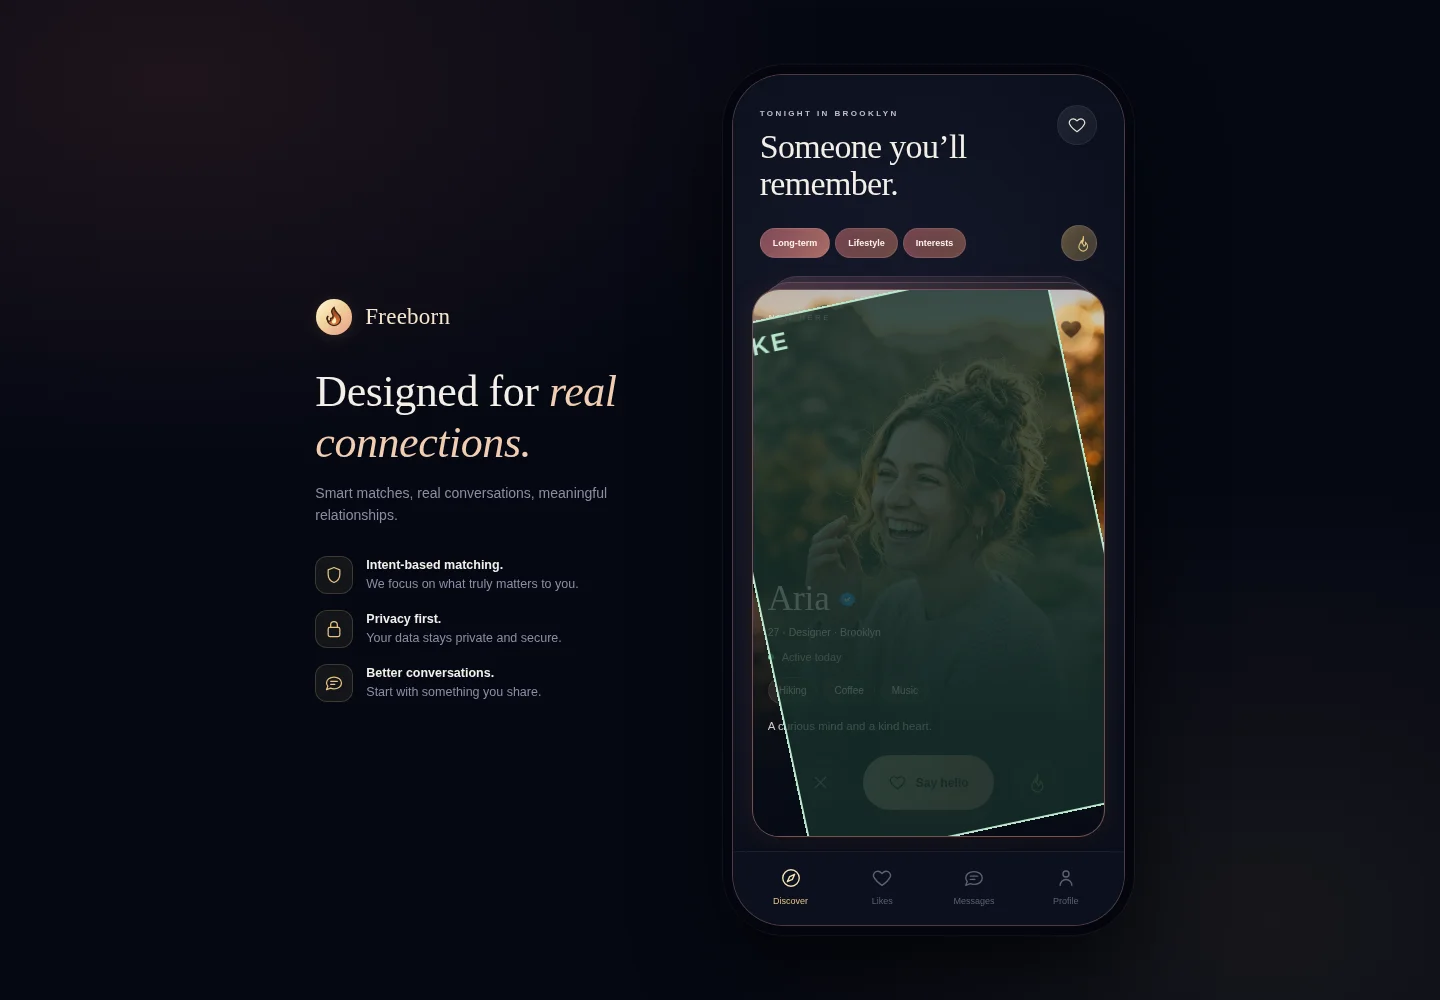 Freeborn
Designed for real
connections.
Smart matches, real conversations, meaningful
relationships.
Intent-based matching.
We focus on what truly matters to you.
Privacy first.
Your data stays private and secure.
Better conversations.
Start with something you share.
TONIGHT IN BROOKLYN
Someone you’ll
remember.
Long-term Lifestyle Interests
KE
Aria
27 · Designer · Brooklyn
Active today
Hiking Coffee Music
A curious mind and a kind heart.
Say hello
Discover Likes Messages Profile